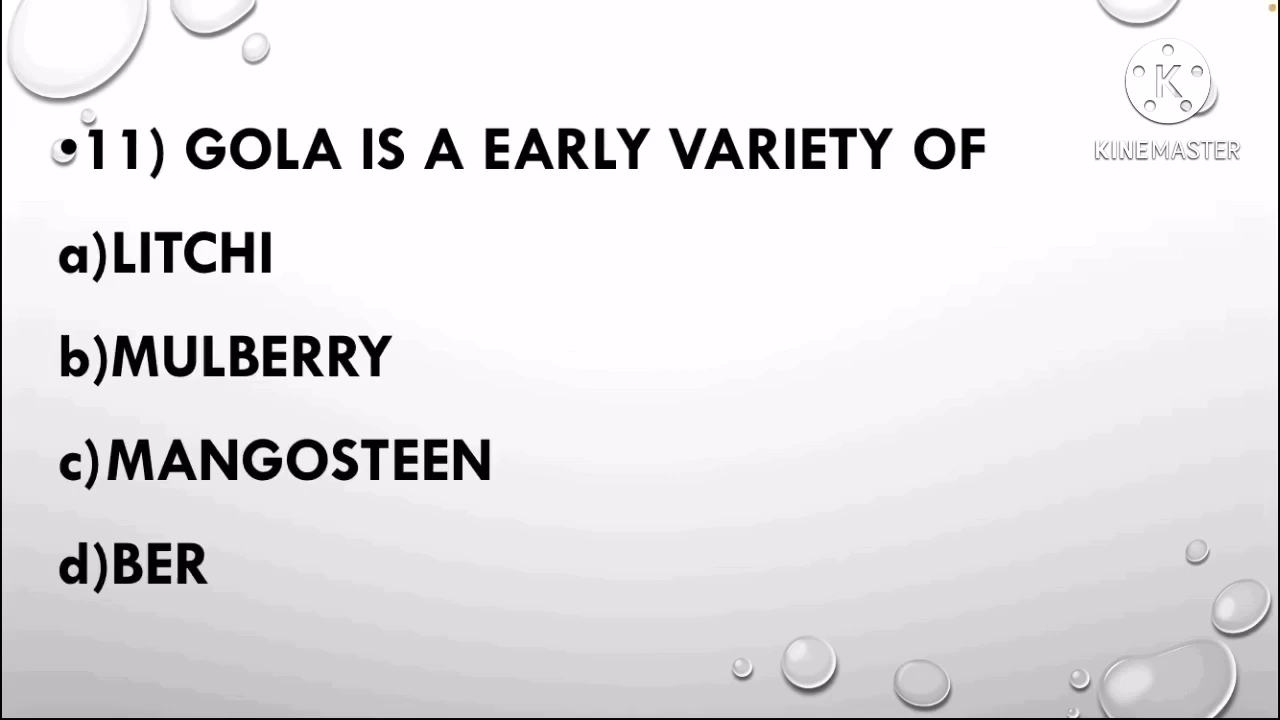 •11) GOLA IS A EARLY VARIETY OF
KINEMASTER
a)LITCHI
b)MULBERRY
c)MANGOSTEEN
d)BER